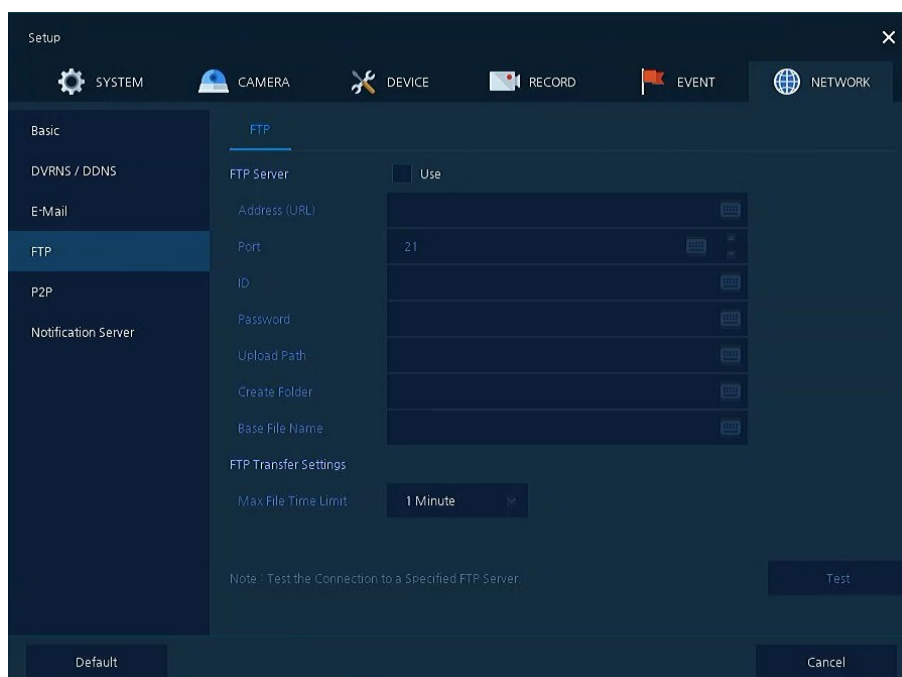 Setup
SYSTEM CAMERA DEVICE RECORD EVENT NETWORK
Basic
DVRNS / DDNS
E-Mail
FTP
P2P
Notification Server
FTP
FTP Server Use
Address (URL)
Port 21
ID
Password
Upload Path
Create Folder
Base File Name
FTP Transfer Settings
Max File Time Limit 1 Minute
Note : Test the Connection to a Specified FTP Server. Test
Default Cancel